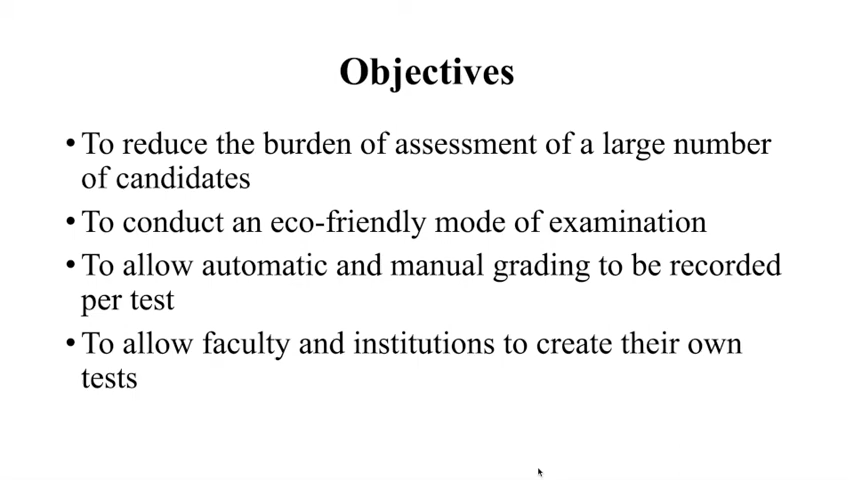 Objectives
• To reduce the burden of assessment of a large number
of candidates
• To conduct an eco-friendly mode of examination
• To allow automatic and manual grading to be recorded
per test
• To allow faculty and institutions to create their own
tests